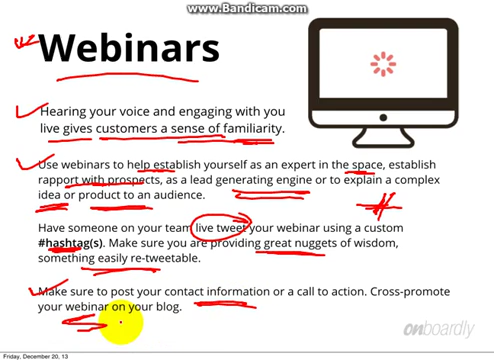 www.Bandicam.com
Webinars
Hearing your voice and engaging with you
live gives customers a sense of familiarity.
Use webinars to help establish yourself as an expert in the space, establish
rapport with prospects, as a lead generating engine or to explain a complex
idea or product to an audience.
Have someone on your team live tweet your webinar using a custom
#hashtag(s). Make sure you are providing great nuggets of wisdom,
something easily re-tweetable.
Make sure to post your contact information or a call to action. Cross-promote
your webinar on your blog.
onboardly
Friday, December 20, 13